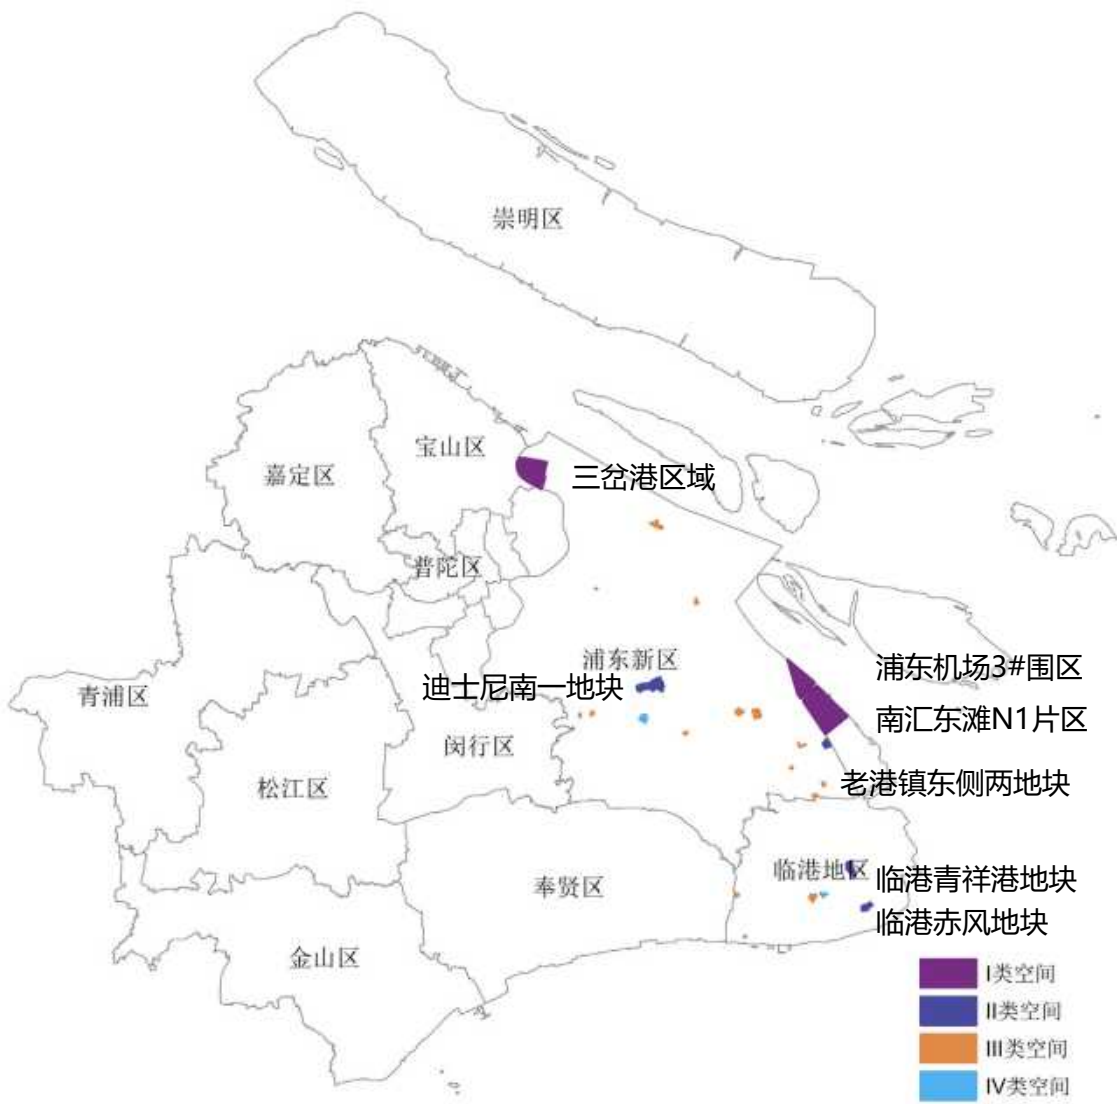 崇明区
宝山区
嘉定区
三岔港区域
普陀区
浦东新区
浦东机场3#围区
迪士尼南一地块
青浦区
南汇东滩N1片区
闵行区
老港镇东侧两地块
松江区
临港地区
临港青祥港地块
奉贤区
临港赤风地块
金山区
I类空间
II类空间
III类空间
IV类空间